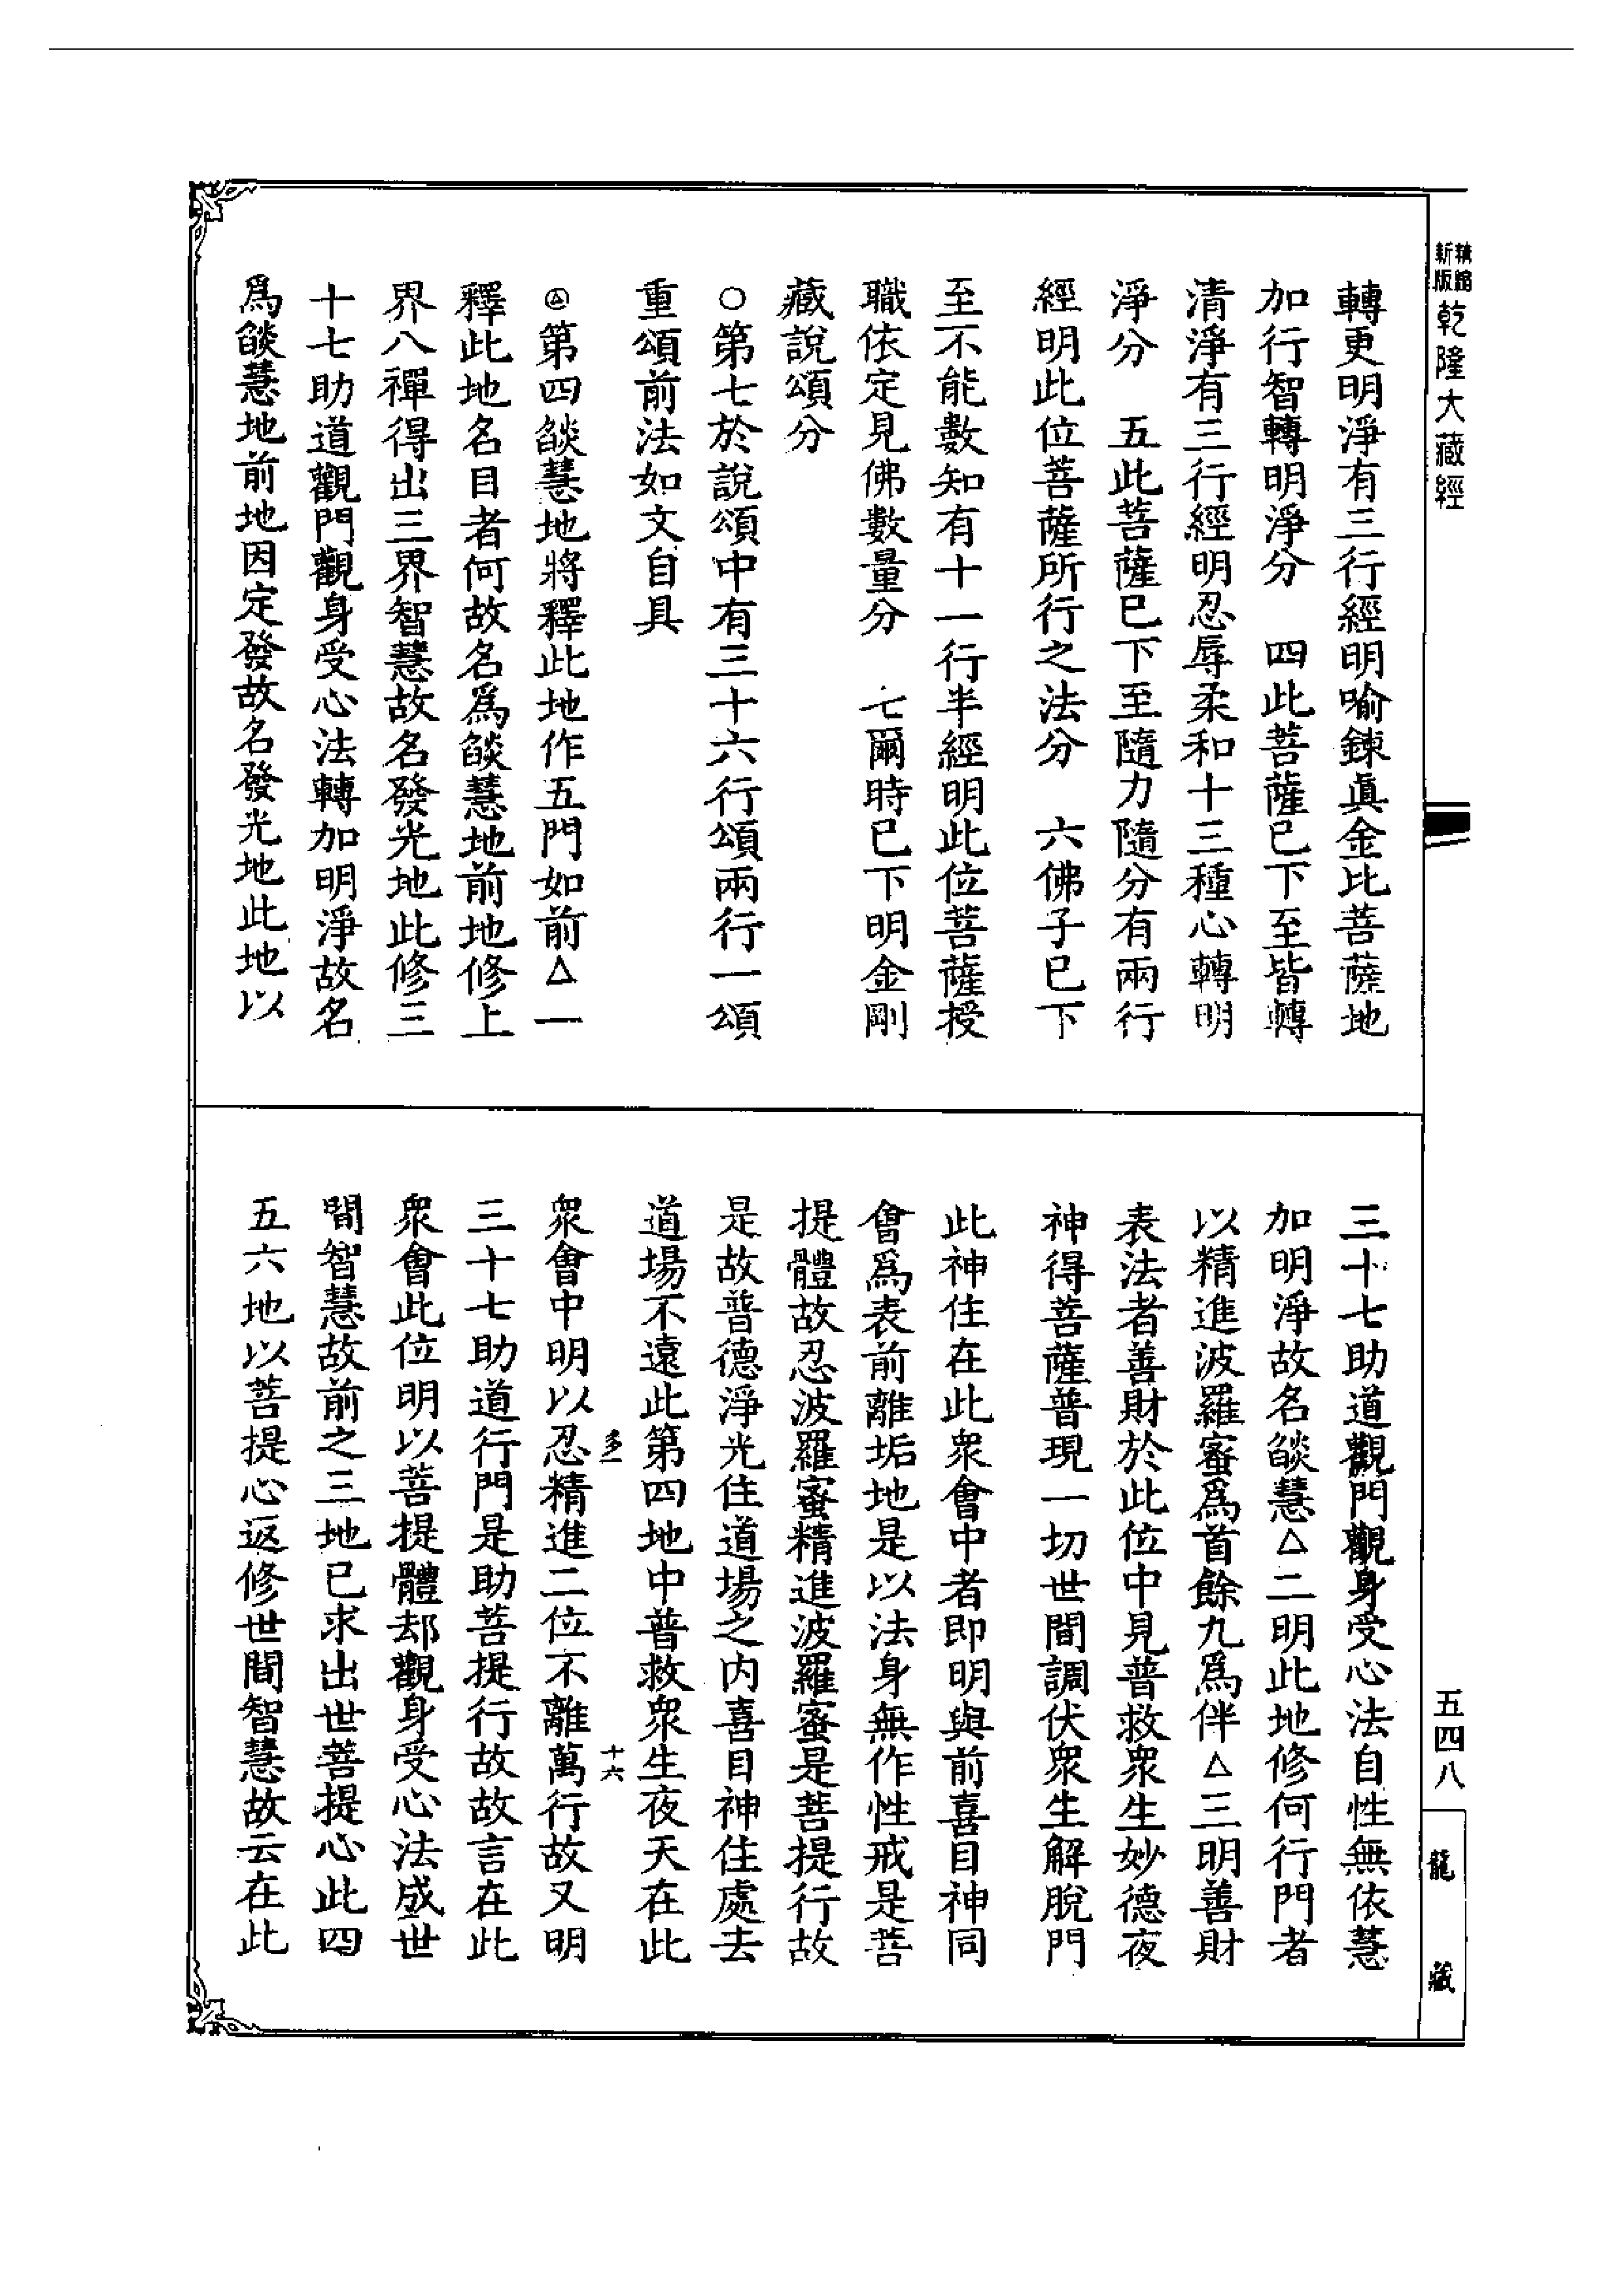 新編縮版 乾隆大藏經
轉更明淨有三行經明喻鍊眞金比菩薩地
加行智轉明淨分　四此菩薩已下至皆轉
清淨有三行經明忍辱柔和十三種心轉明
淨分　五此菩薩已下至隨力隨分有兩行
經明此位菩薩所行之法分　六佛子已下
至不能數知有十一行半經明此位菩薩授
職依定見佛數量分　七爾時已下明金剛
藏說頌分
○第七於說頌中有三十六行頌兩行一頌
重頌前法如文自具
㊁第四燄慧地將釋此地作五門如前△一
釋此地名目者何故名爲燄慧地前地修上
界八禪得出三界智慧故名發光地此修三
十七助道觀門觀身受心法轉加明淨故名
爲燄慧地前地因定發故名發光地此地以
三十七助道觀門觀身受心法自性無依慧
加明淨故名燄慧△二明此地修何行門者
以精進波羅蜜爲首餘九爲伴△三明善財
表法者善財於此位中見普救衆生妙德夜
神得菩薩普現一切世間調伏衆生解脫門
此神住在此衆會中者即明與前喜目神同
會爲表前離垢地是以法身無作性戒是菩
提體故忍波羅蜜精進波羅蜜是菩提行故
是故普德淨光住道場之內喜目神住處去
道場不遠此第四地中普救衆生夜天在此
多一
十六
衆會中明以忍精進二位不離萬行故又明
三十七助道行門是助菩提行故故言在此
衆會此位明以菩提體却觀身受心法成世
間智慧故前之三地已求出世菩提心此四
五六地以菩提心返修世間智慧故云在此
五四八
龍藏